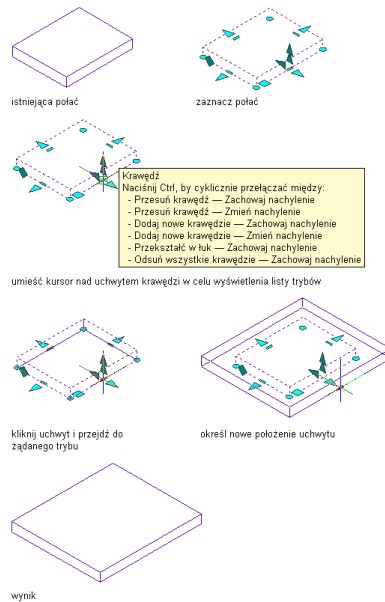 istniejąca połać
zaznacz połać
Krawędź
Naciśnij Ctrl, by cyklicznie przełączać między:
- Przesuń krawędź — Zachowaj nachylenie
- Przesuń krawędź — Zmień nachylenie
- Dodaj nowe krawędzie — Zachowaj nachylenie
- Dodaj nowe krawędzie — Zmień nachylenie
- Przekształć w łuk — Zachowaj nachylenie
- Odsuń wszystkie krawędzie — Zachowaj nachylenie
umieść kursor nad uchwytem krawędzi w celu wyświetlenia listy trybów
kliknij uchwyt i przejdź do
żądanego trybu
określ nowe położenie uchwytu
wynik